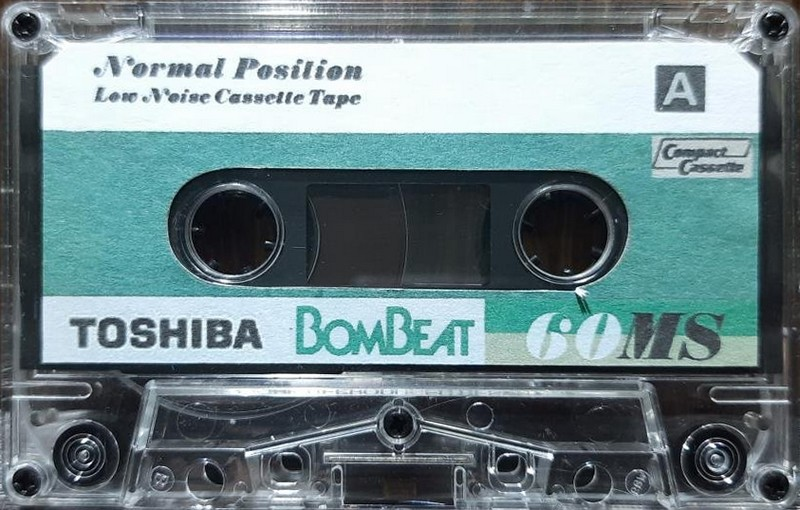 Normal Position
Low Noise Cassette Tape
A
Compact
Cassette
TOSHIBA
BOMBEAT
60MS